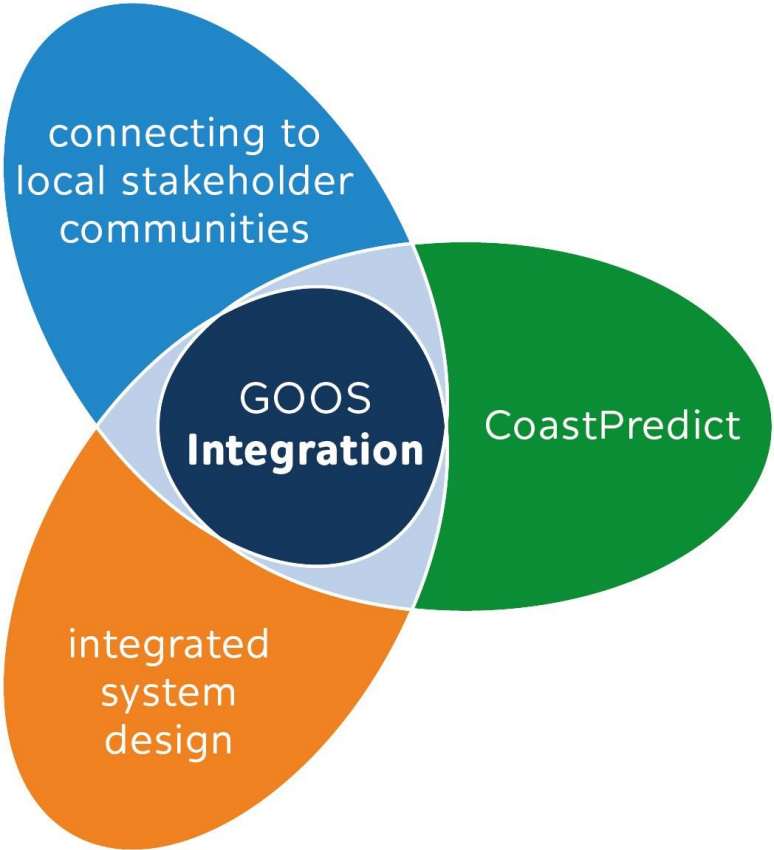 connecting to
local stakeholder
communities
GOOS
Integration
CoastPredict
integrated
system
design